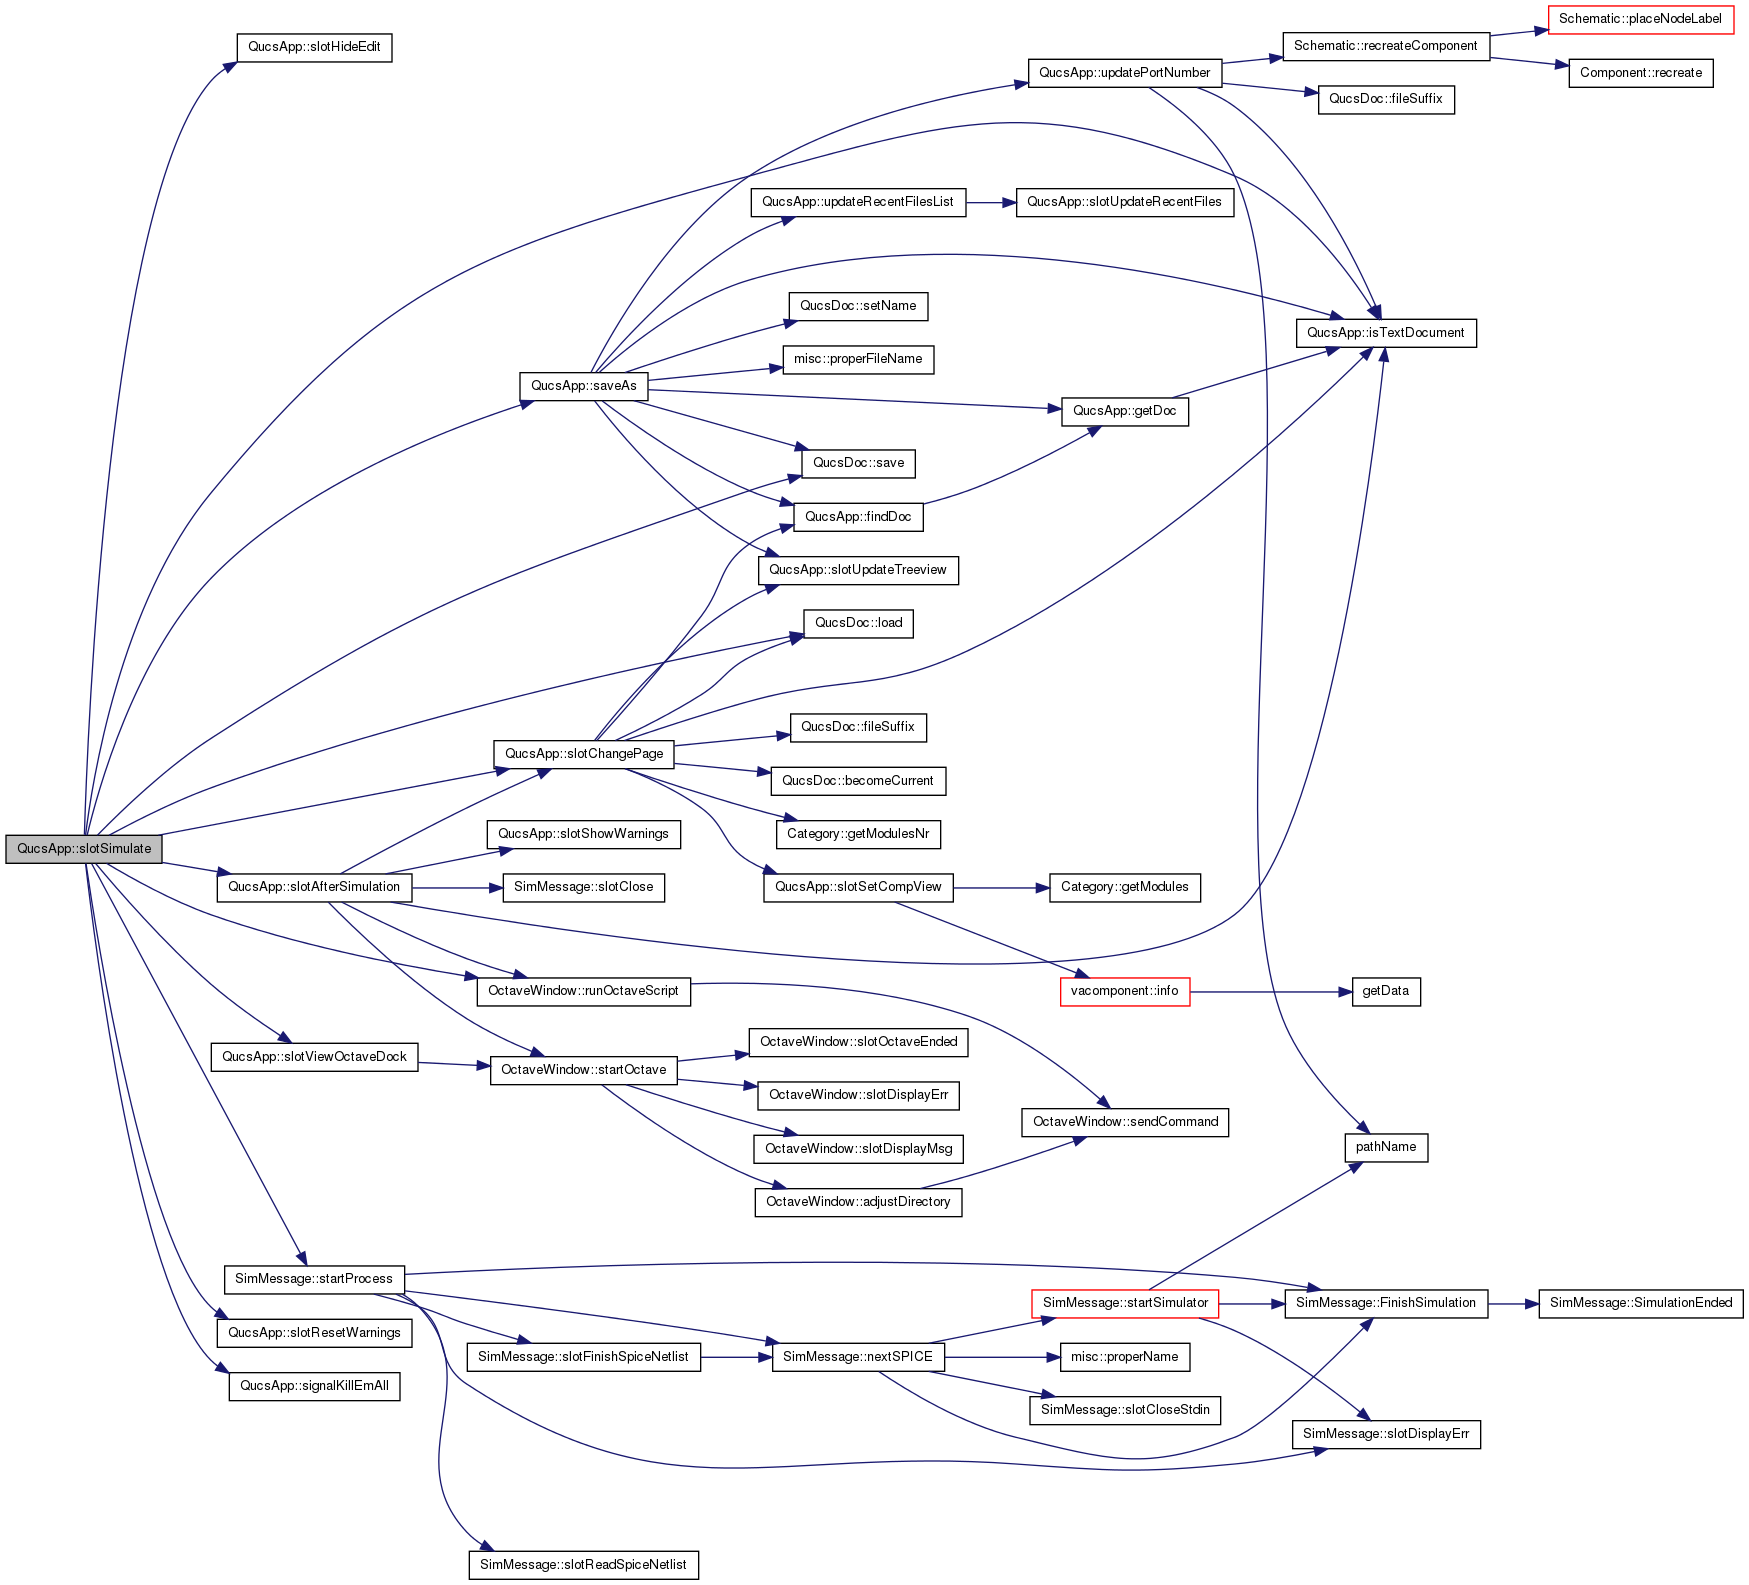 Schematic::placeNodeLabel
QucsApp::slotHideEdit
Schematic::recreateComponent
QucsApp::updatePortNumber
Component::recreate
QucsDoc::fileSuffix
QucsApp::updateRecentFilesList
QucsApp::slotUpdateRecentFiles
QucsDoc::setName
QucsApp::isTextDocument
misc::properFileName
QucsApp::saveAs
QucsApp::getDoc
QucsDoc::save
QucsApp::findDoc
QucsApp::slotUpdateTreeview
QucsDoc::load
QucsDoc::fileSuffix
QucsApp::slotChangePage
QucsDoc::becomeCurrent
QucsApp::slotShowWarnings
Category::getModulesNr
QucsApp::slotSimulate
QucsApp::slotAfterSimulation
SimMessage::slotClose
QucsApp::slotSetCompView
Category::getModules
OctaveWindow::runOctaveScript
vacomponent::info
getData
OctaveWindow::slotOctaveEnded
QucsApp::slotViewOctaveDock
OctaveWindow::startOctave
OctaveWindow::slotDisplayErr
OctaveWindow::sendCommand
OctaveWindow::slotDisplayMsg
pathName
OctaveWindow::adjustDirectory
SimMessage::startProcess
SimMessage::startSimulator
SimMessage::FinishSimulation
SimMessage::SimulationEnded
QucsApp::slotResetWarnings
SimMessage::slotFinishSpiceNetlist
SimMessage::nextSPICE
misc::properName
QucsApp::signalKillEmAll
SimMessage::slotCloseStdin
SimMessage::slotDisplayErr
SimMessage::slotReadSpiceNetlist